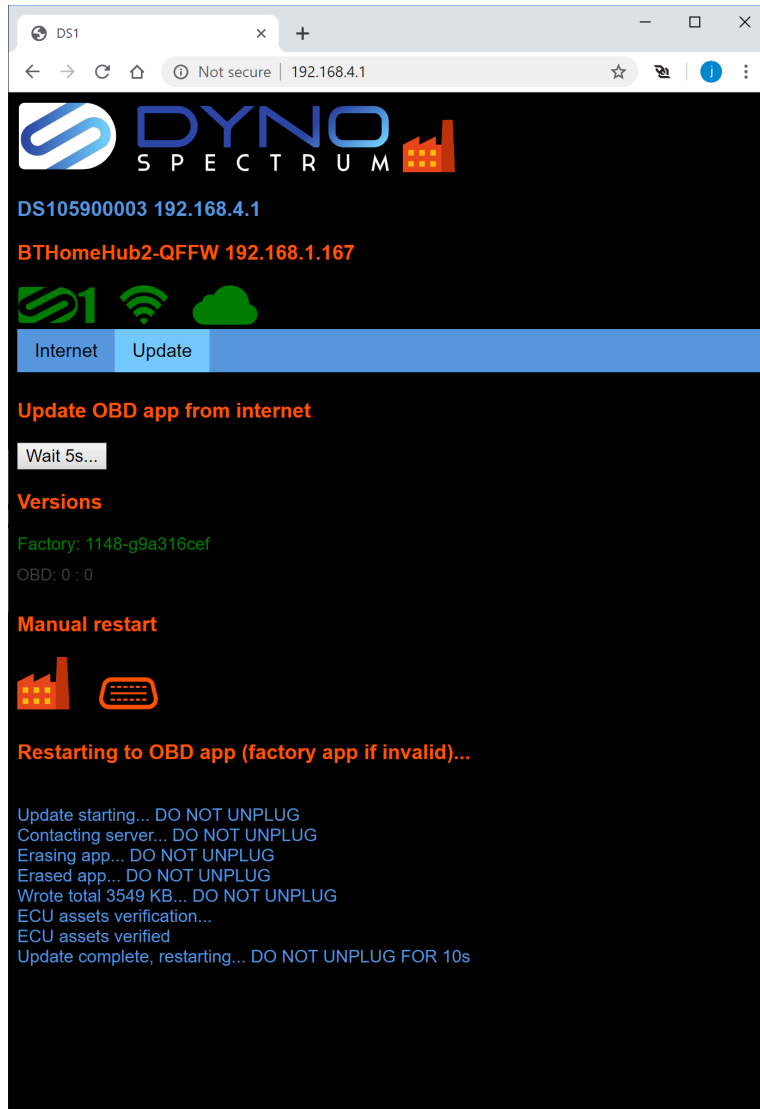 DS1
Not secure | 192.168.4.1
j
DYNO
SPECTRUM
DS105900003 192.168.4.1
BTHomeHub2-QFFW 192.168.1.167
S1
Internet Update
Update OBD app from internet
Wait 5s...
Versions
Factory: 1148-g9a316cef
OBD: 0 : 0
Manual restart
Restarting to OBD app (factory app if invalid)...
Update starting... DO NOT UNPLUG
Contacting server... DO NOT UNPLUG
Erasing app... DO NOT UNPLUG
Erased app... DO NOT UNPLUG
Wrote total 3549 KB... DO NOT UNPLUG
ECU assets verification...
ECU assets verified
Update complete, restarting... DO NOT UNPLUG FOR 10s